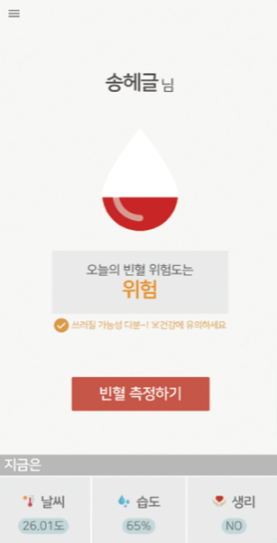 송헤글 님
오늘의 빈혈 위험도는
위험
쓰러질 가능성 다분~! 보건강에 유의하세요
빈혈 측정하기
지금은
날씨
습도
생리
26.01도
65%
NO